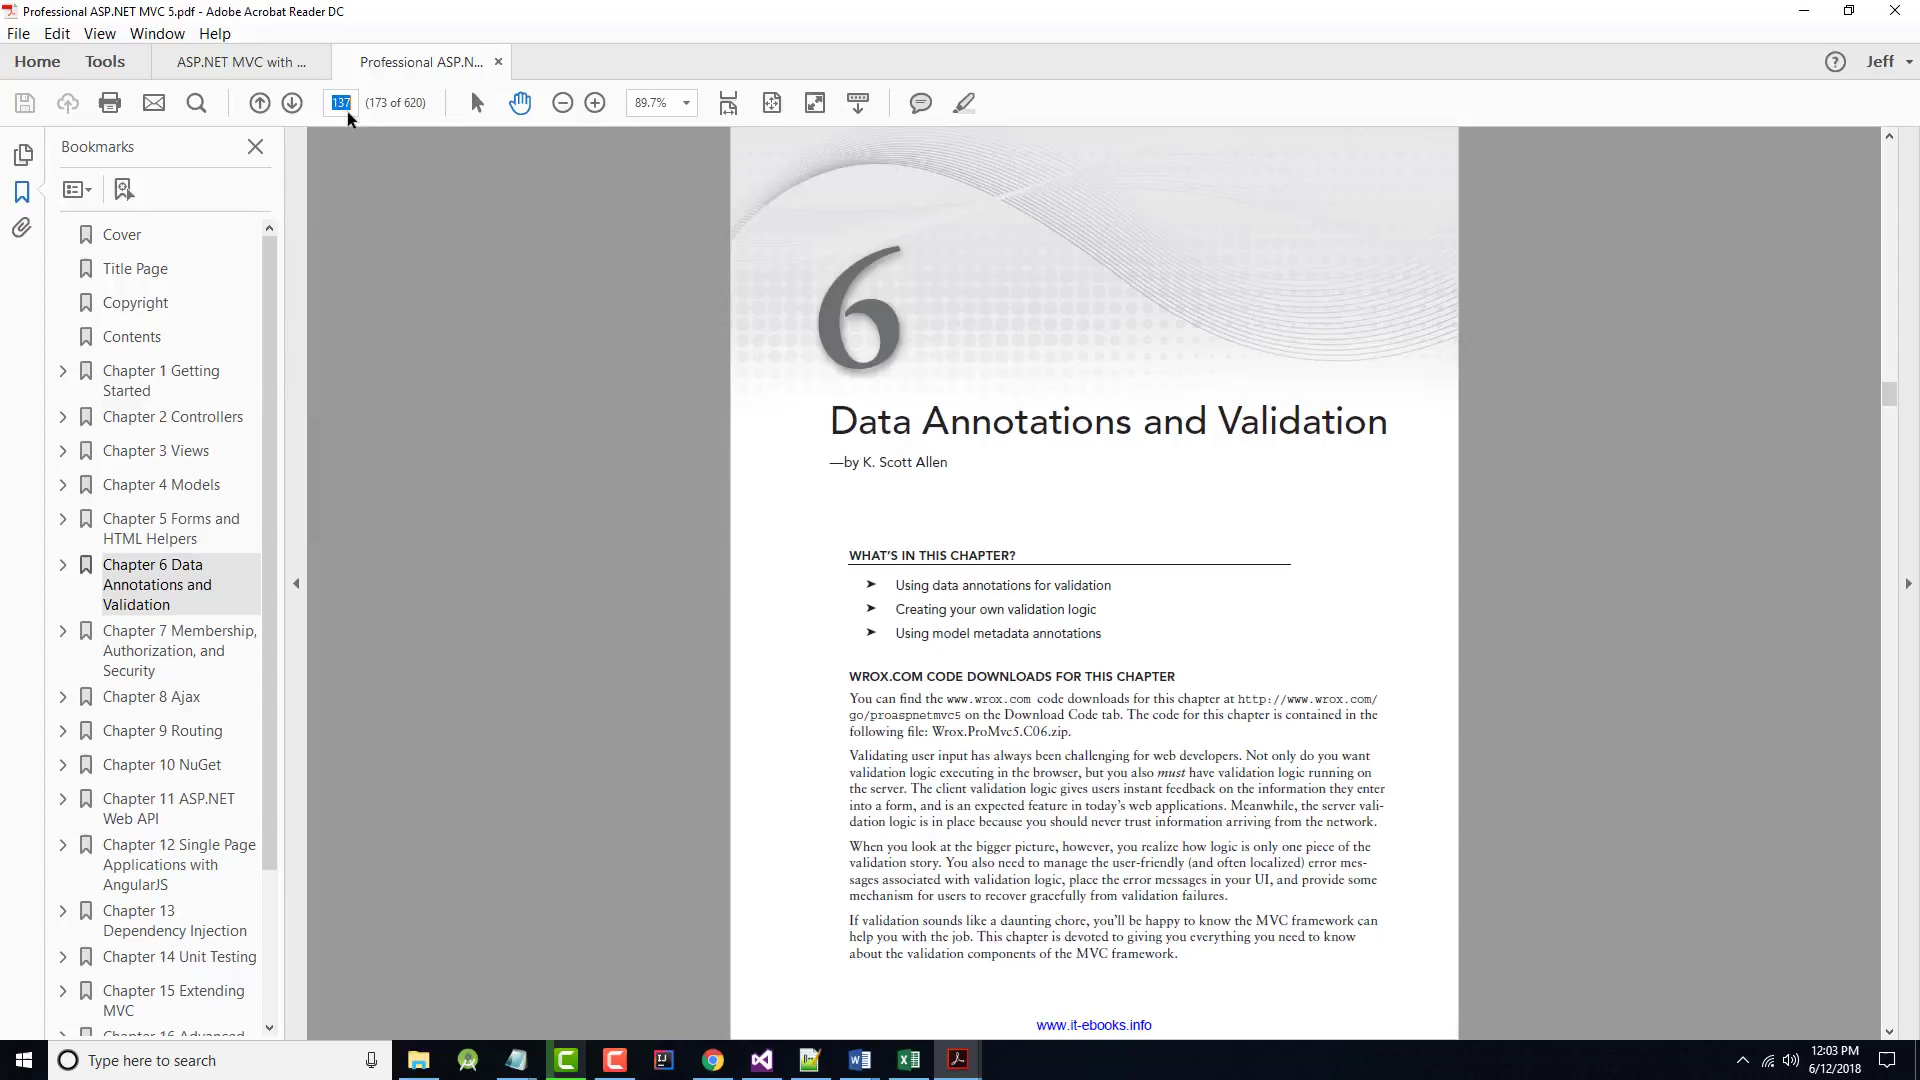 Professional ASP.NET MVC 5.pdf - Adobe Acrobat Reader DC
File Edit View Window Help
Home Tools ASP.NET MVC with ... Professional ASP.N... Jeff
137 (173 of 620) 89.7%
Bookmarks
Cover
Title Page
Copyright
Contents
Chapter 1 Getting
Started
Chapter 2 Controllers
Chapter 3 Views
Chapter 4 Models
Chapter 5 Forms and
HTML Helpers
Chapter 6 Data
Annotations and
Validation
Chapter 7 Membership,
Authorization, and
Security
Chapter 8 Ajax
Chapter 9 Routing
Chapter 10 NuGet
Chapter 11 ASP.NET
Web API
Chapter 12 Single Page
Applications with
AngularJS
Chapter 13
Dependency Injection
Chapter 14 Unit Testing
Chapter 15 Extending
MVC
Chapter 16 Advanced
6
Data Annotations and Validation
—by K. Scott Allen
WHAT'S IN THIS CHAPTER?
➤ Using data annotations for validation
➤ Creating your own validation logic
➤ Using model metadata annotations
WROX.COM CODE DOWNLOADS FOR THIS CHAPTER
You can find the www.wrox.com code downloads for this chapter at http://www.wrox.com/
go/proaspnetmvc5 on the Download Code tab. The code for this chapter is contained in the
following file: Wrox.ProMvc5.C06.zip.
Validating user input has always been challenging for web developers. Not only do you want
validation logic executing in the browser, but you also must have validation logic running on
the server. The client validation logic gives users instant feedback on the information they enter
into a form, and is an expected feature in today's web applications. Meanwhile, the server vali-
dation logic is in place because you should never trust information arriving from the network.
When you look at the bigger picture, however, you realize how logic is only one piece of the
validation story. You also need to manage the user-friendly (and often localized) error mes-
sages associated with validation logic, place the error messages in your UI, and provide some
mechanism for users to recover gracefully from validation failures.
If validation sounds like a daunting chore, you'll be happy to know the MVC framework can
help you with the job. This chapter is devoted to giving you everything you need to know
about the validation components of the MVC framework.
www.it-ebooks.info
Type here to search
12:03 PM
6/12/2018